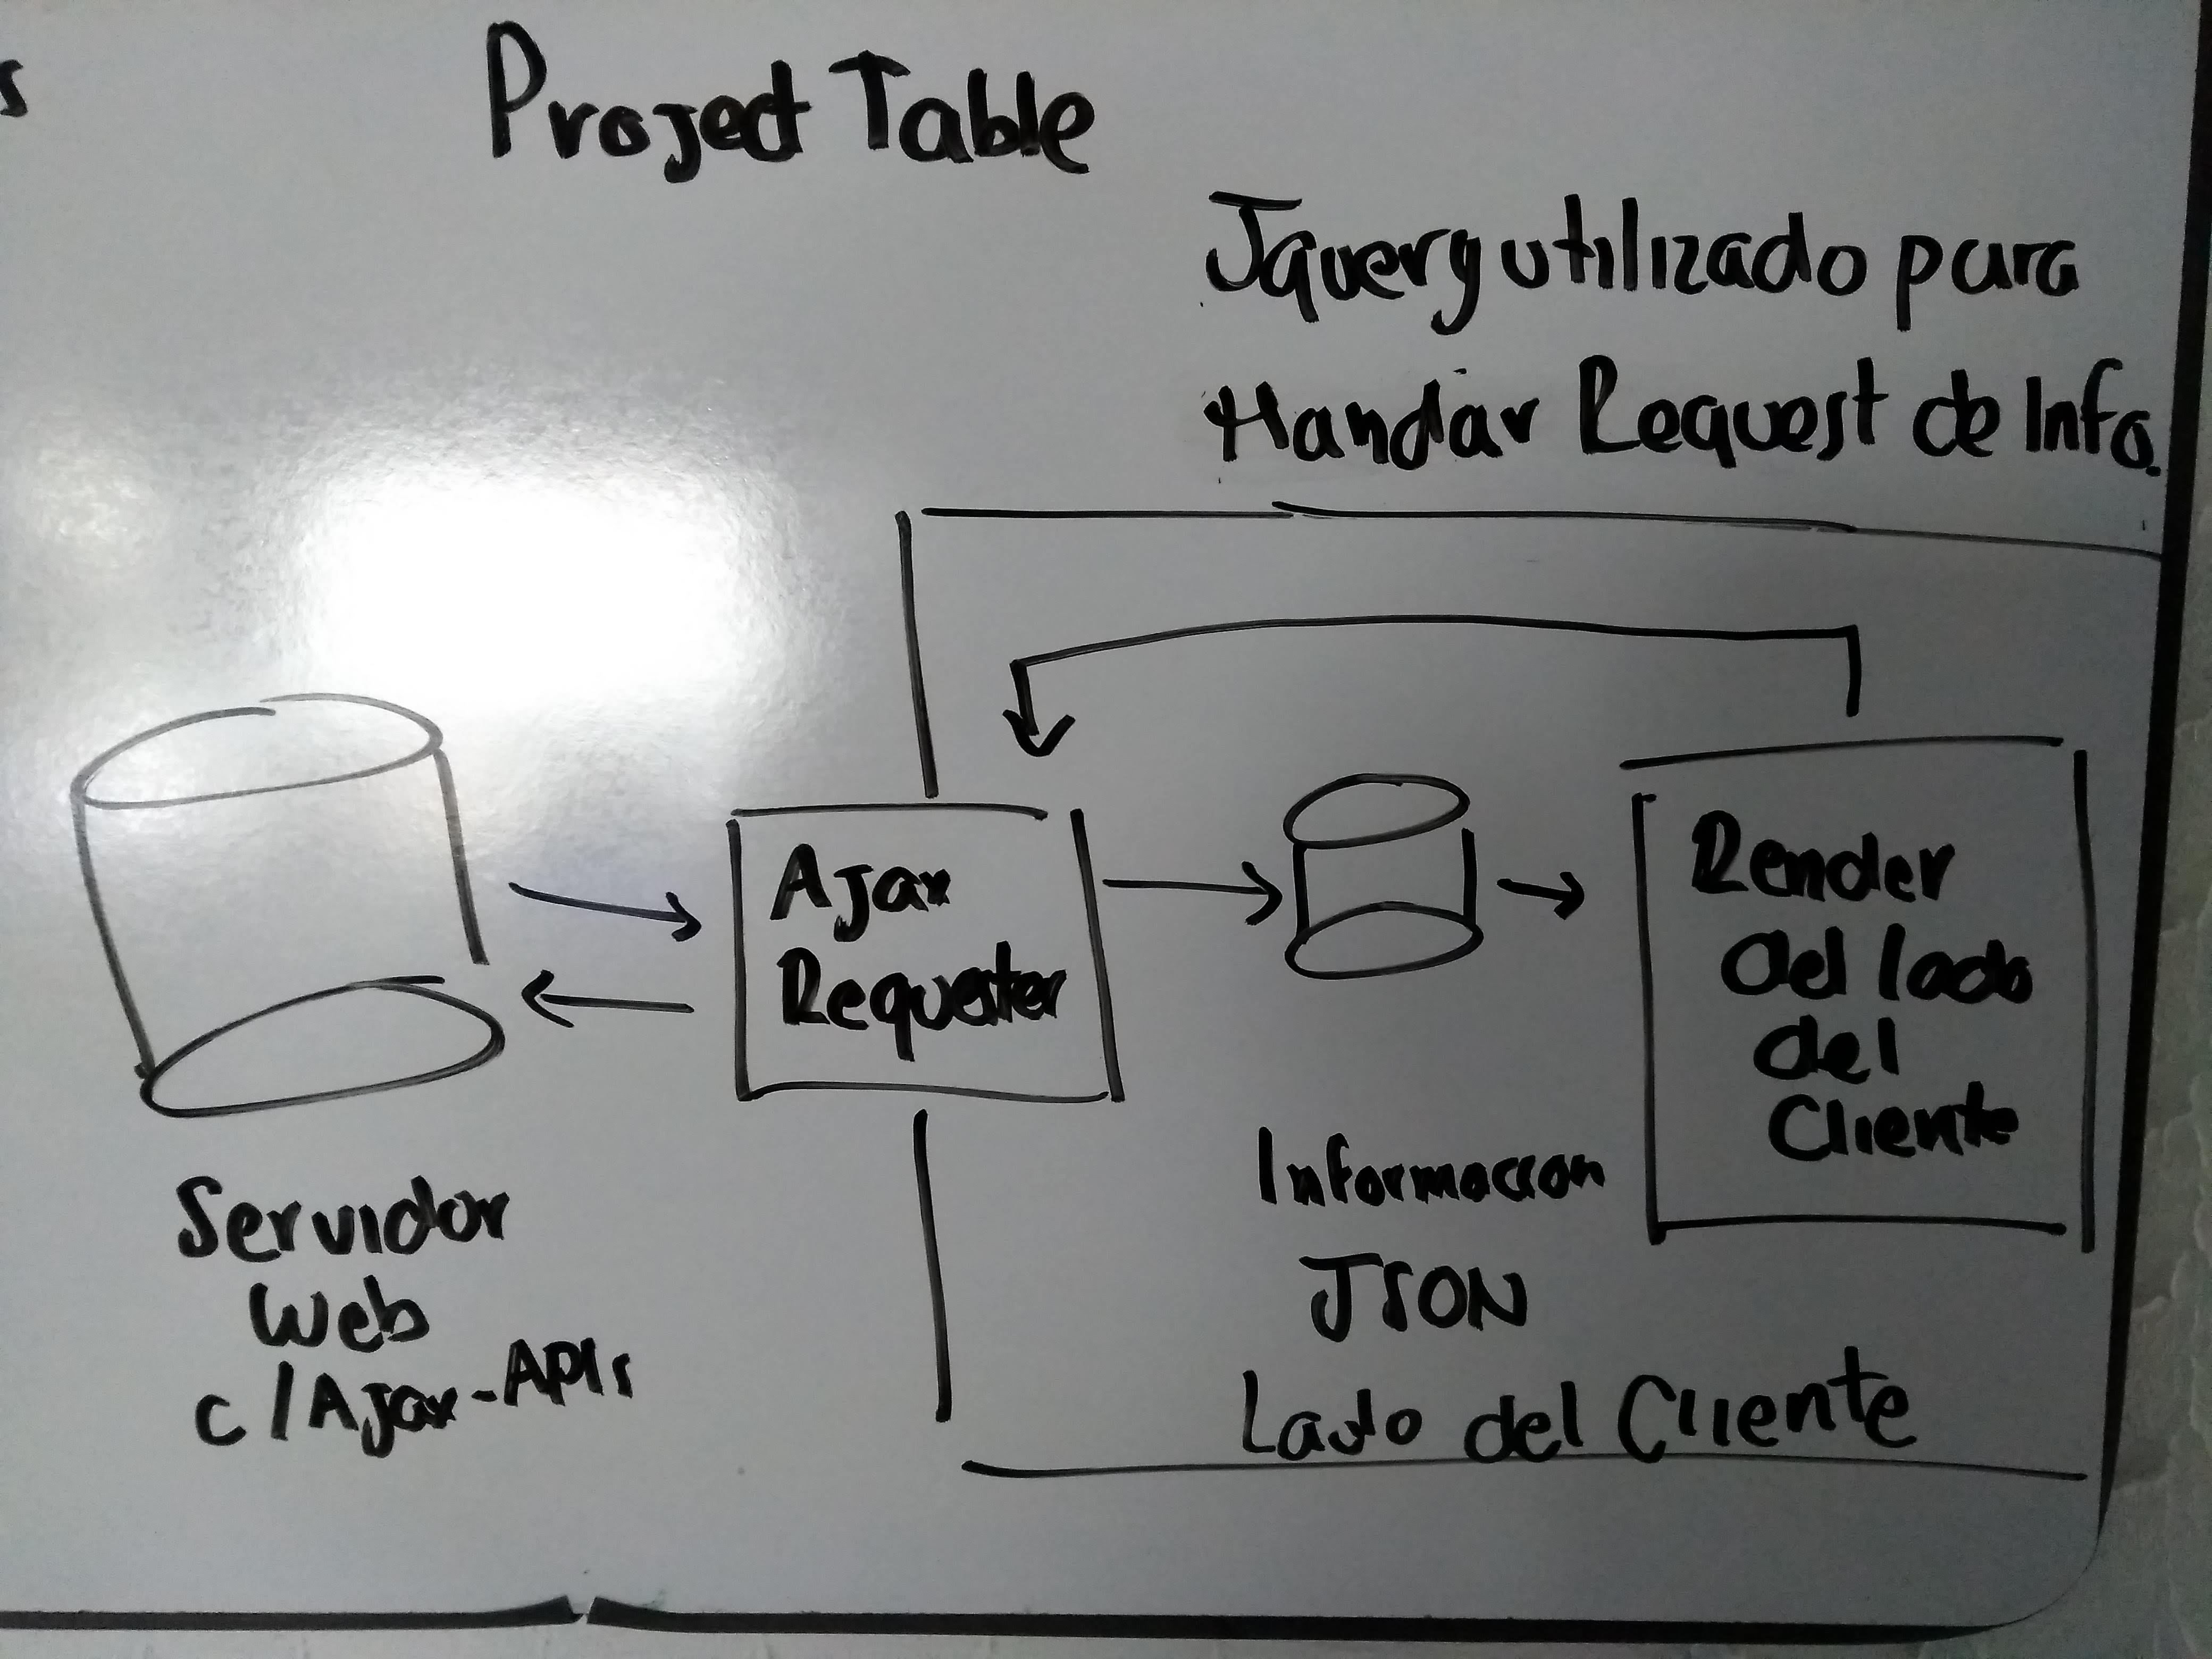 s
Project Table
Jquery utilizado para
Mandar Request de Info.
Ajax
Requester
Render
del lado
del
Cliente
Servidor
Web
c/Ajax-APIs
Informacion
JSON
Lado del Cliente